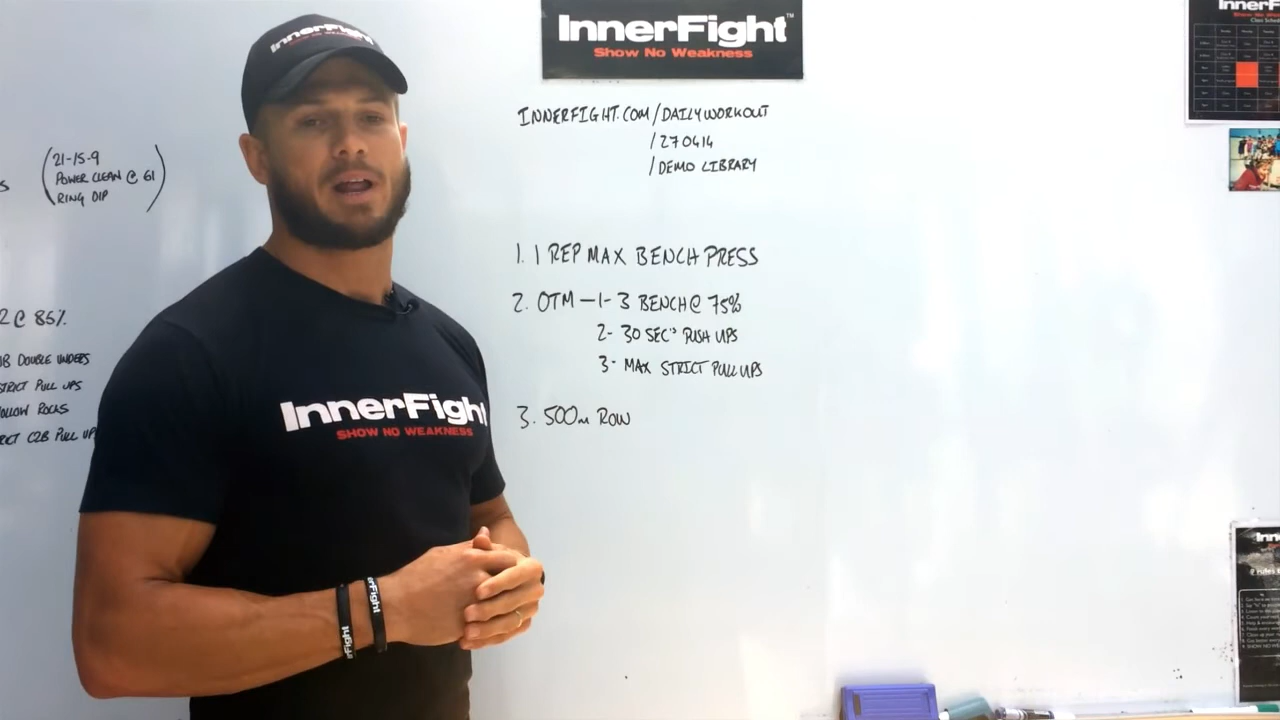 InnerFight
Show No Weakness
INNERFIGHT.COM/DAILYWORKOUT
/270414
/DEMO LIBRARY
1. 1 REP MAX BENCH PRESS
2. OTM - 1- 3 BENCH @ 75%
2- 30 SEC'S PUSH UPS
3- MAX STRICT PULL UPS
3. 500m ROW
21-15-9
POWER CLEAN @ 61
RING DIP
2 @ 85%
DOUBLE UNDERS
STRICT PULL UPS
HOLLOW ROCKS
C2B PULL UP
InnerFight
InnerFight
SHOW NO WEAKNESS
erFight
rFight